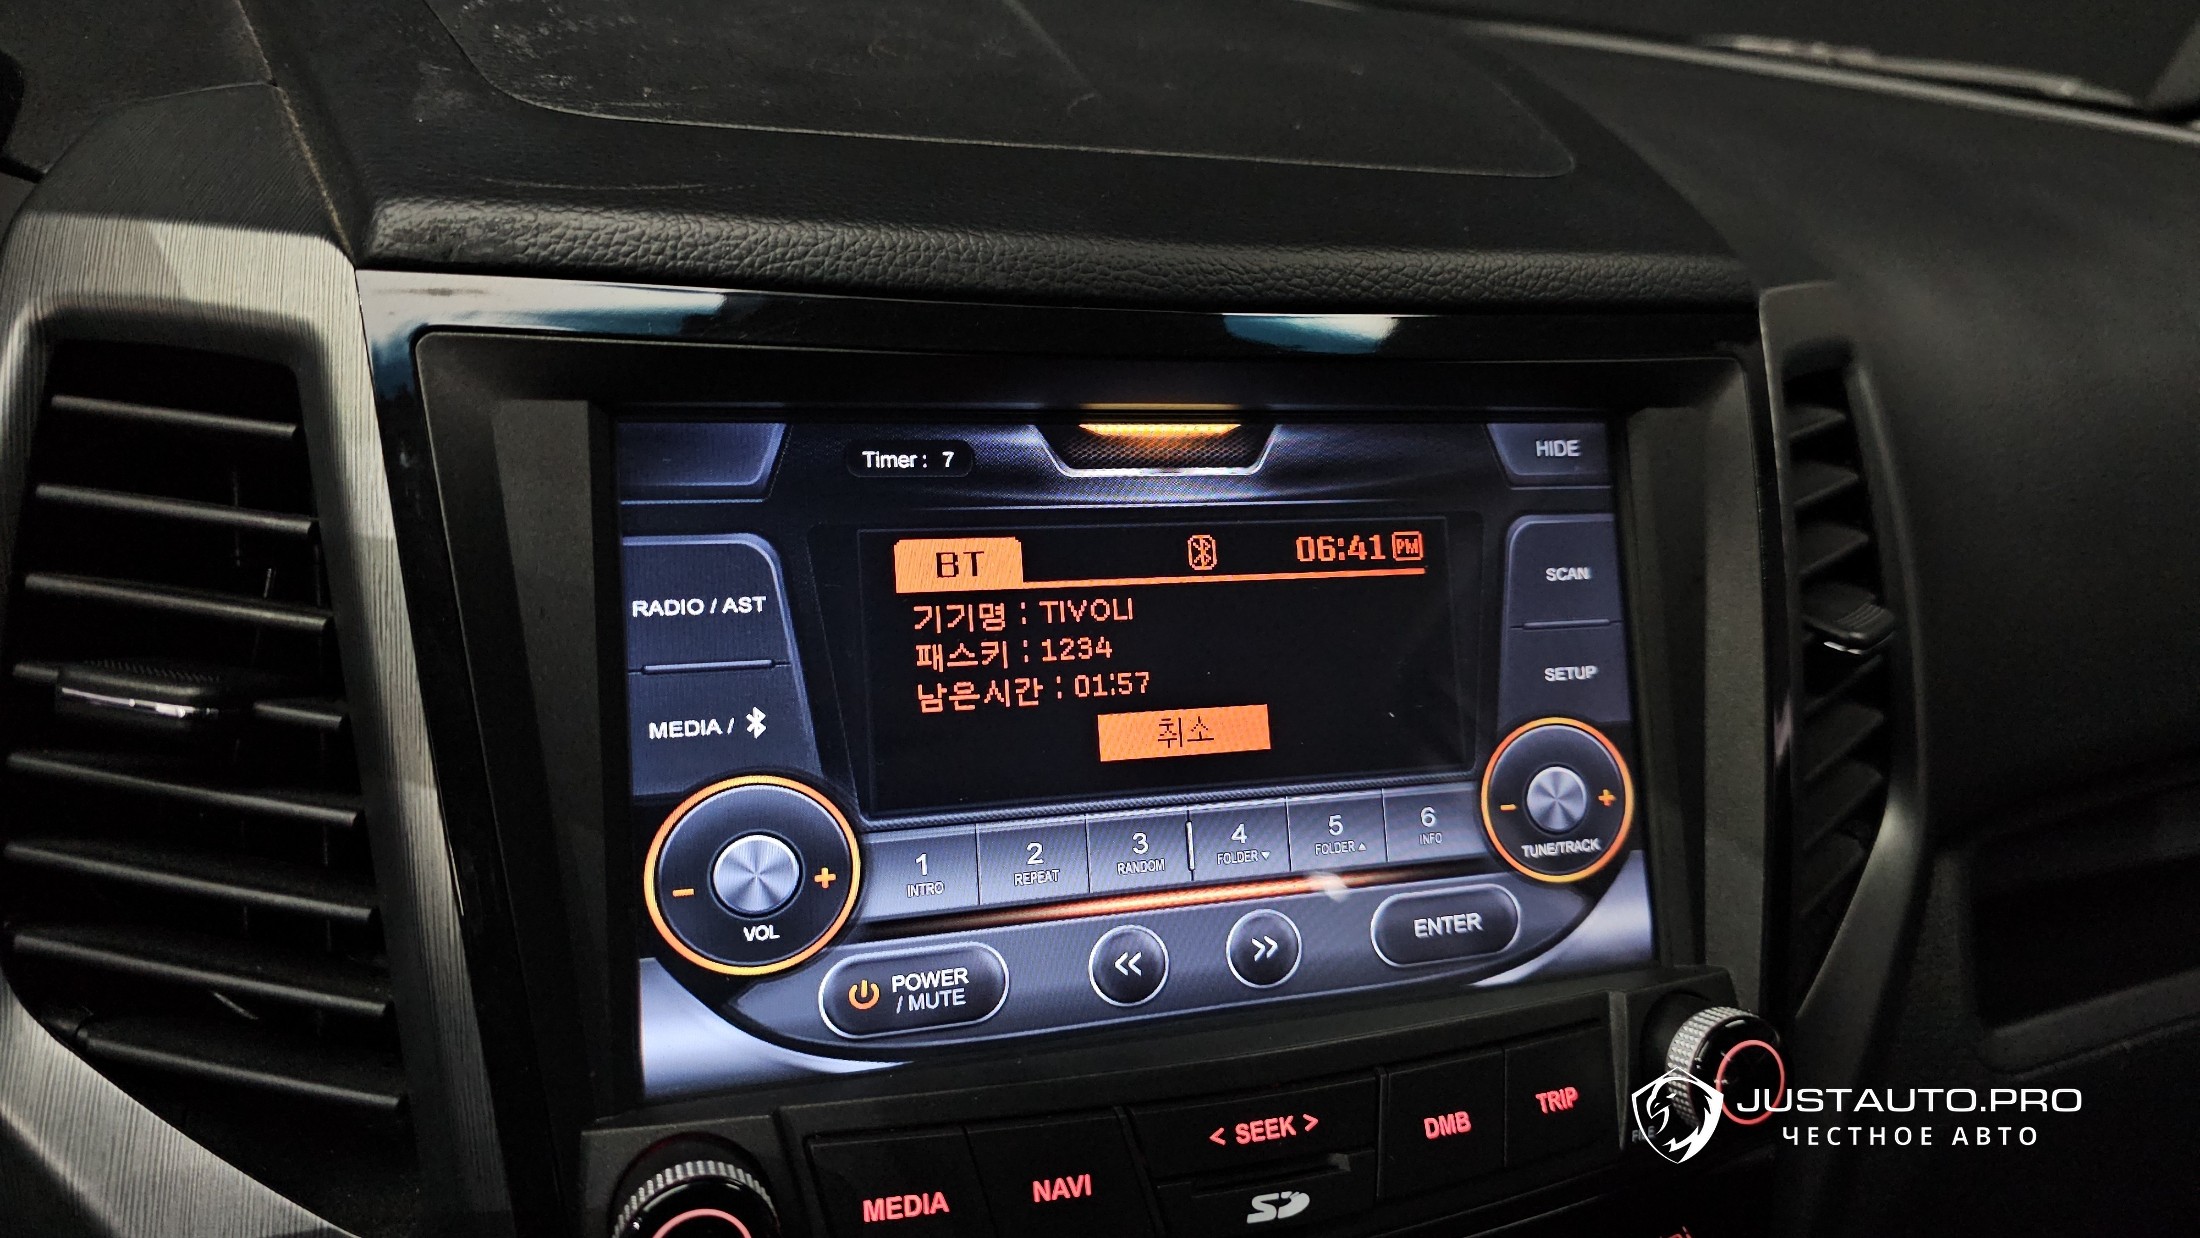 Timer : 7
HIDE
BT
06:41 PM
기기명 : TIVOLI
패스키 : 1234
남은시간 : 01:57
취소
RADIO / AST
MEDIA /
SCAN
SETUP
- +
VOL
- +
TUNE/TRACK
1
INTRO
2
REPEAT
3
RANDOM
4
FOLDER ▼
5
FOLDER ▲
6
INFO
POWER
/ MUTE
<<
>>
ENTER
MEDIA
NAVI
< SEEK >
SD
DMB
TRIP
JUSTAUTO.PRO
ЧЕСТНОЕ АВТО